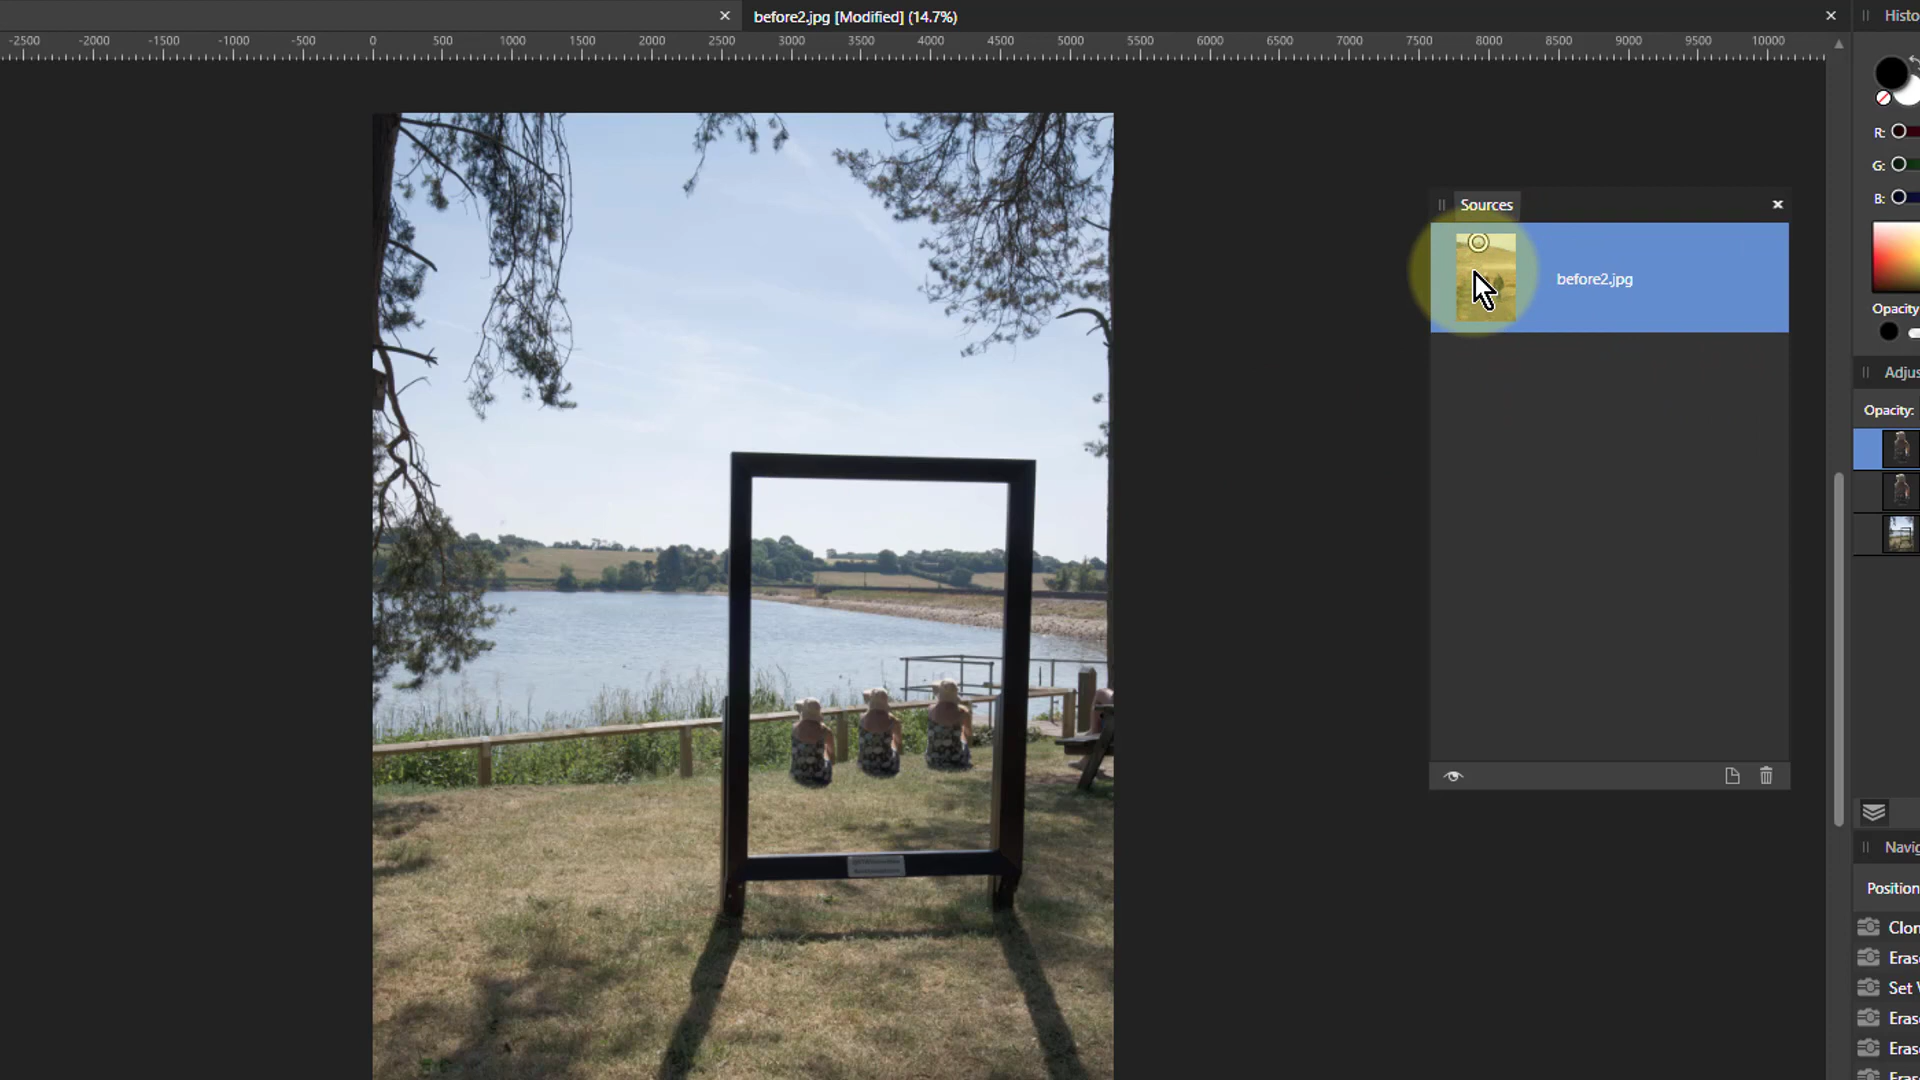 before2.jpg [Modified] (14.7%)
Histo
-2500 -2000 -1500 -1000 -500 0 500 1000 1500 2000 2500 3000 3500 4000 4500 5000 5500 6000 6500 7000 7500 8000 8500 9000 9500 10000
R:
G:
B:
Sources
before2.jpg
Opacity
Adjus
Opacity:
Navig
Position
Clon
Eras
Set V
Eras
Eras